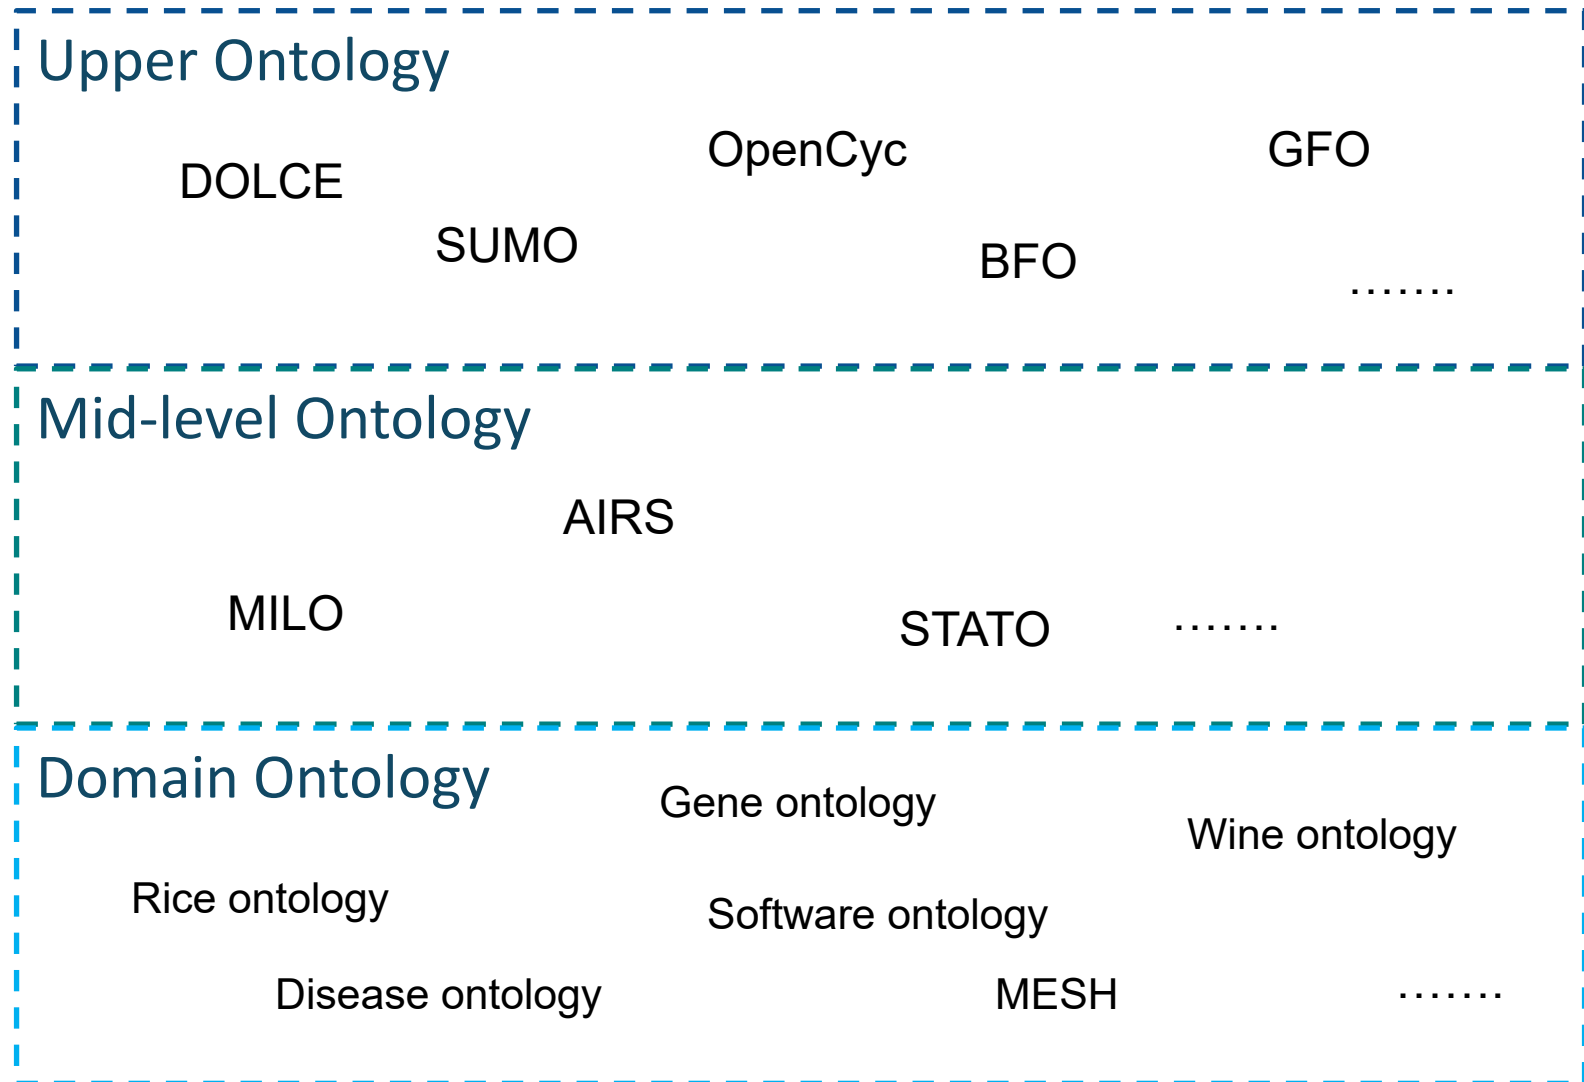 Upper Ontology
OpenCyc
GFO
DOLCE
SUMO
BFO
.......
Mid-level Ontology
AIRS
MILO
STATO
.......
Domain Ontology
Gene ontology
Wine ontology
Rice ontology
Software ontology
Disease ontology
MESH
.......